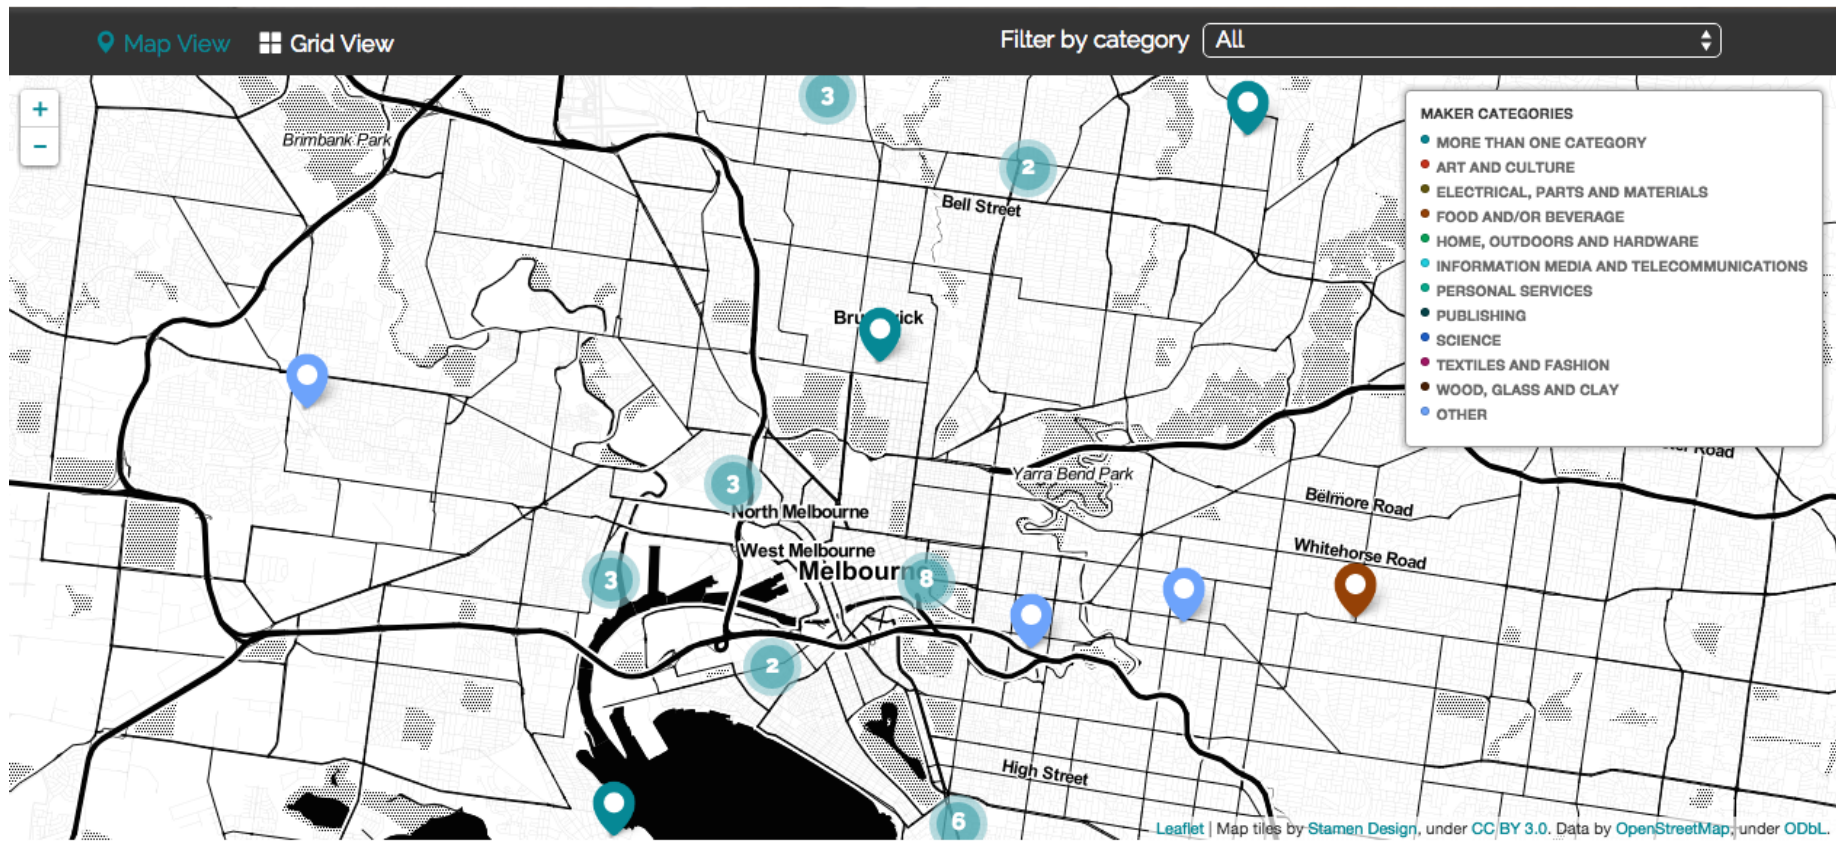 Map View
Grid View
Filter by category
All
+
−
3
2
Brimbank Park
Bell Street
MAKER CATEGORIES
MORE THAN ONE CATEGORY
ART AND CULTURE
ELECTRICAL, PARTS AND MATERIALS
FOOD AND/OR BEVERAGE
HOME, OUTDOORS AND HARDWARE
INFORMATION MEDIA AND TELECOMMUNICATIONS
PERSONAL SERVICES
PUBLISHING
SCIENCE
TEXTILES AND FASHION
WOOD, GLASS AND CLAY
OTHER
Road
Yarra Bend Park
3
North Melbourne
Belmore Road
West Melbourne
Whitehorse Road
3
Melbourn
8
2
High Street
6
Leaflet | Map tiles by Stamen Design, under CC BY 3.0. Data by OpenStreetMap, under ODbL.